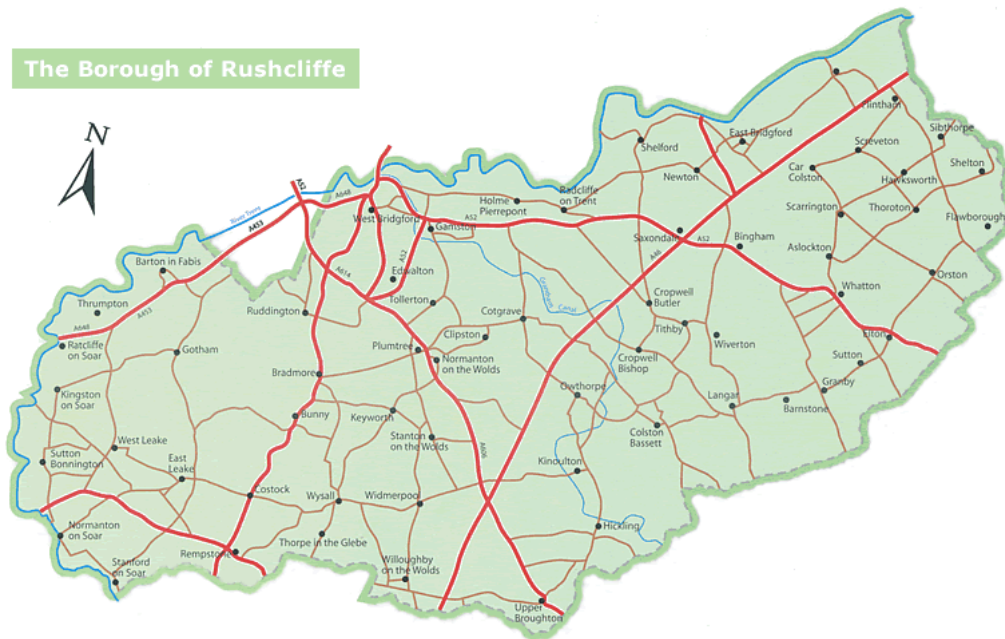 The Borough of Rushcliffe
N
Flintham
Sibthorpe
East Bridgford
Screveton
Shelford
Shelton
Car
Colston
Newton
Hawksworth
A52
A648
Radcliffe
on Trent
Holme
Pierrepont
Scarrington
Thoroton
River Trent
A453
West Bridgford
Gamston
A52
Flawborough
Saxondale
A52
Bingham
Aslockton
A46
A52
Barton in Fabis
A614
Edwalton
Orston
Grantham
Canal
Whatton
Thrumpton
Ruddington
Tollerton
Cropwell
Butler
A648
A453
Cotgrave
Tithby
Elton
Ratcliffe
on Soar
Clipston
Wiverton
Gotham
Plumtree
Normanton
on the Wolds
Cropwell
Bishop
Sutton
Bradmore
Owthorpe
Granby
Kingston
on Soar
Langar
Barnstone
Bunny
Keyworth
Colston
Bassett
West Leake
Stanton
on the Wolds
A606
Sutton
Bonnington
East
Leake
Kinoulton
Costock
Wysall
Widmerpool
Normanton
on Soar
Hickling
Rempstone
Thorpe in the Glebe
Stanford
on Soar
Willoughby
on the Wolds
Upper
Broughton